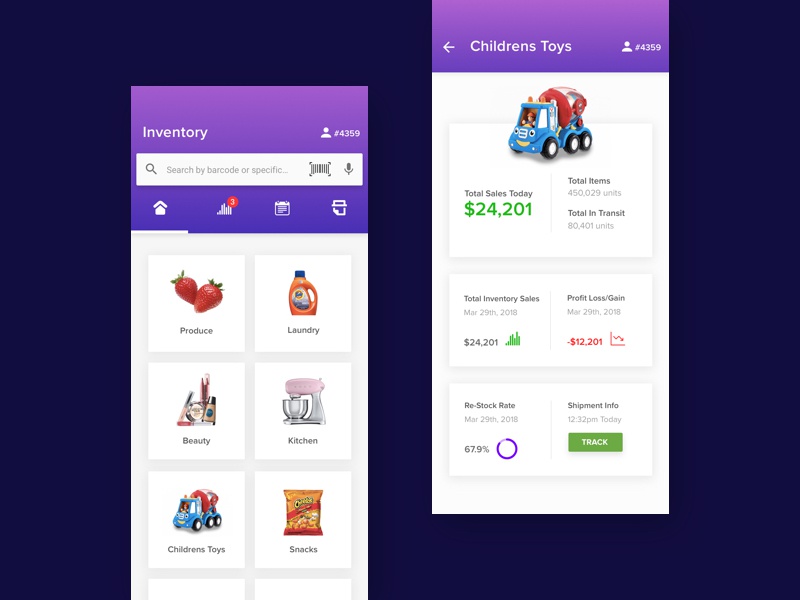 Inventory
#4359
Search by barcode or specific...
3
Produce
Laundry
Beauty
Kitchen
Childrens Toys
Snacks
Tide
Cheetos
Childrens Toys
#4359
Total Sales Today
$24,201
Total Items
450,029 units
Total In Transit
80,401 units
Total Inventory Sales
Mar 29th, 2018
$24,201
Profit Loss/Gain
Mar 29th, 2018
-$12,201
Re-Stock Rate
Mar 29th, 2018
67.9%
Shipment Info
12:32pm Today
TRACK